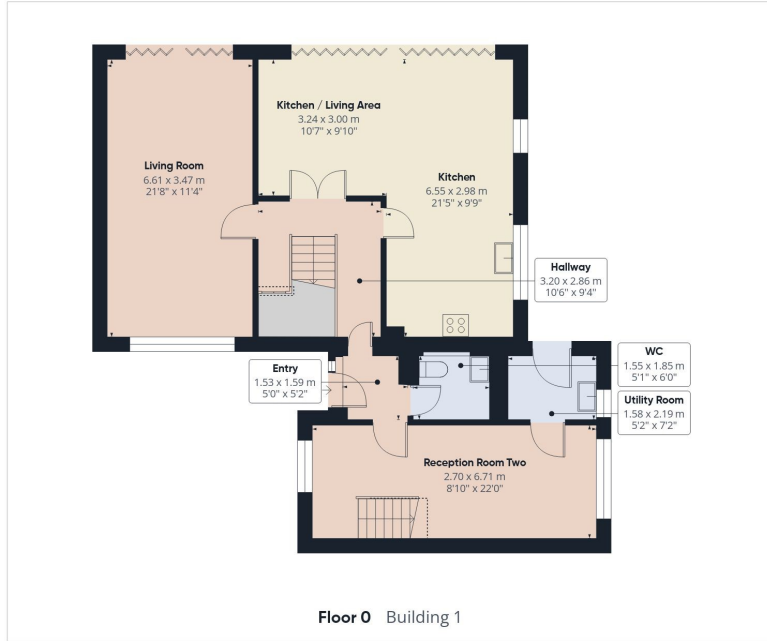 Kitchen / Living Area
3.24 x 3.00 m
10'7" x 9'10"
Living Room
6.61 x 3.47 m
21'8" x 11'4"
Kitchen
6.55 x 2.98 m
21'5" x 9'9"
Hallway
3.20 x 2.86 m
10'6" x 9'4"
WC
1.55 x 1.85 m
5'1" x 6'0"
Entry
1.53 x 1.59 m
5'0" x 5'2"
Utility Room
1.58 x 2.19 m
5'2" x 7'2"
Reception Room Two
2.70 x 6.71 m
8'10" x 22'0"
Floor 0 Building 1